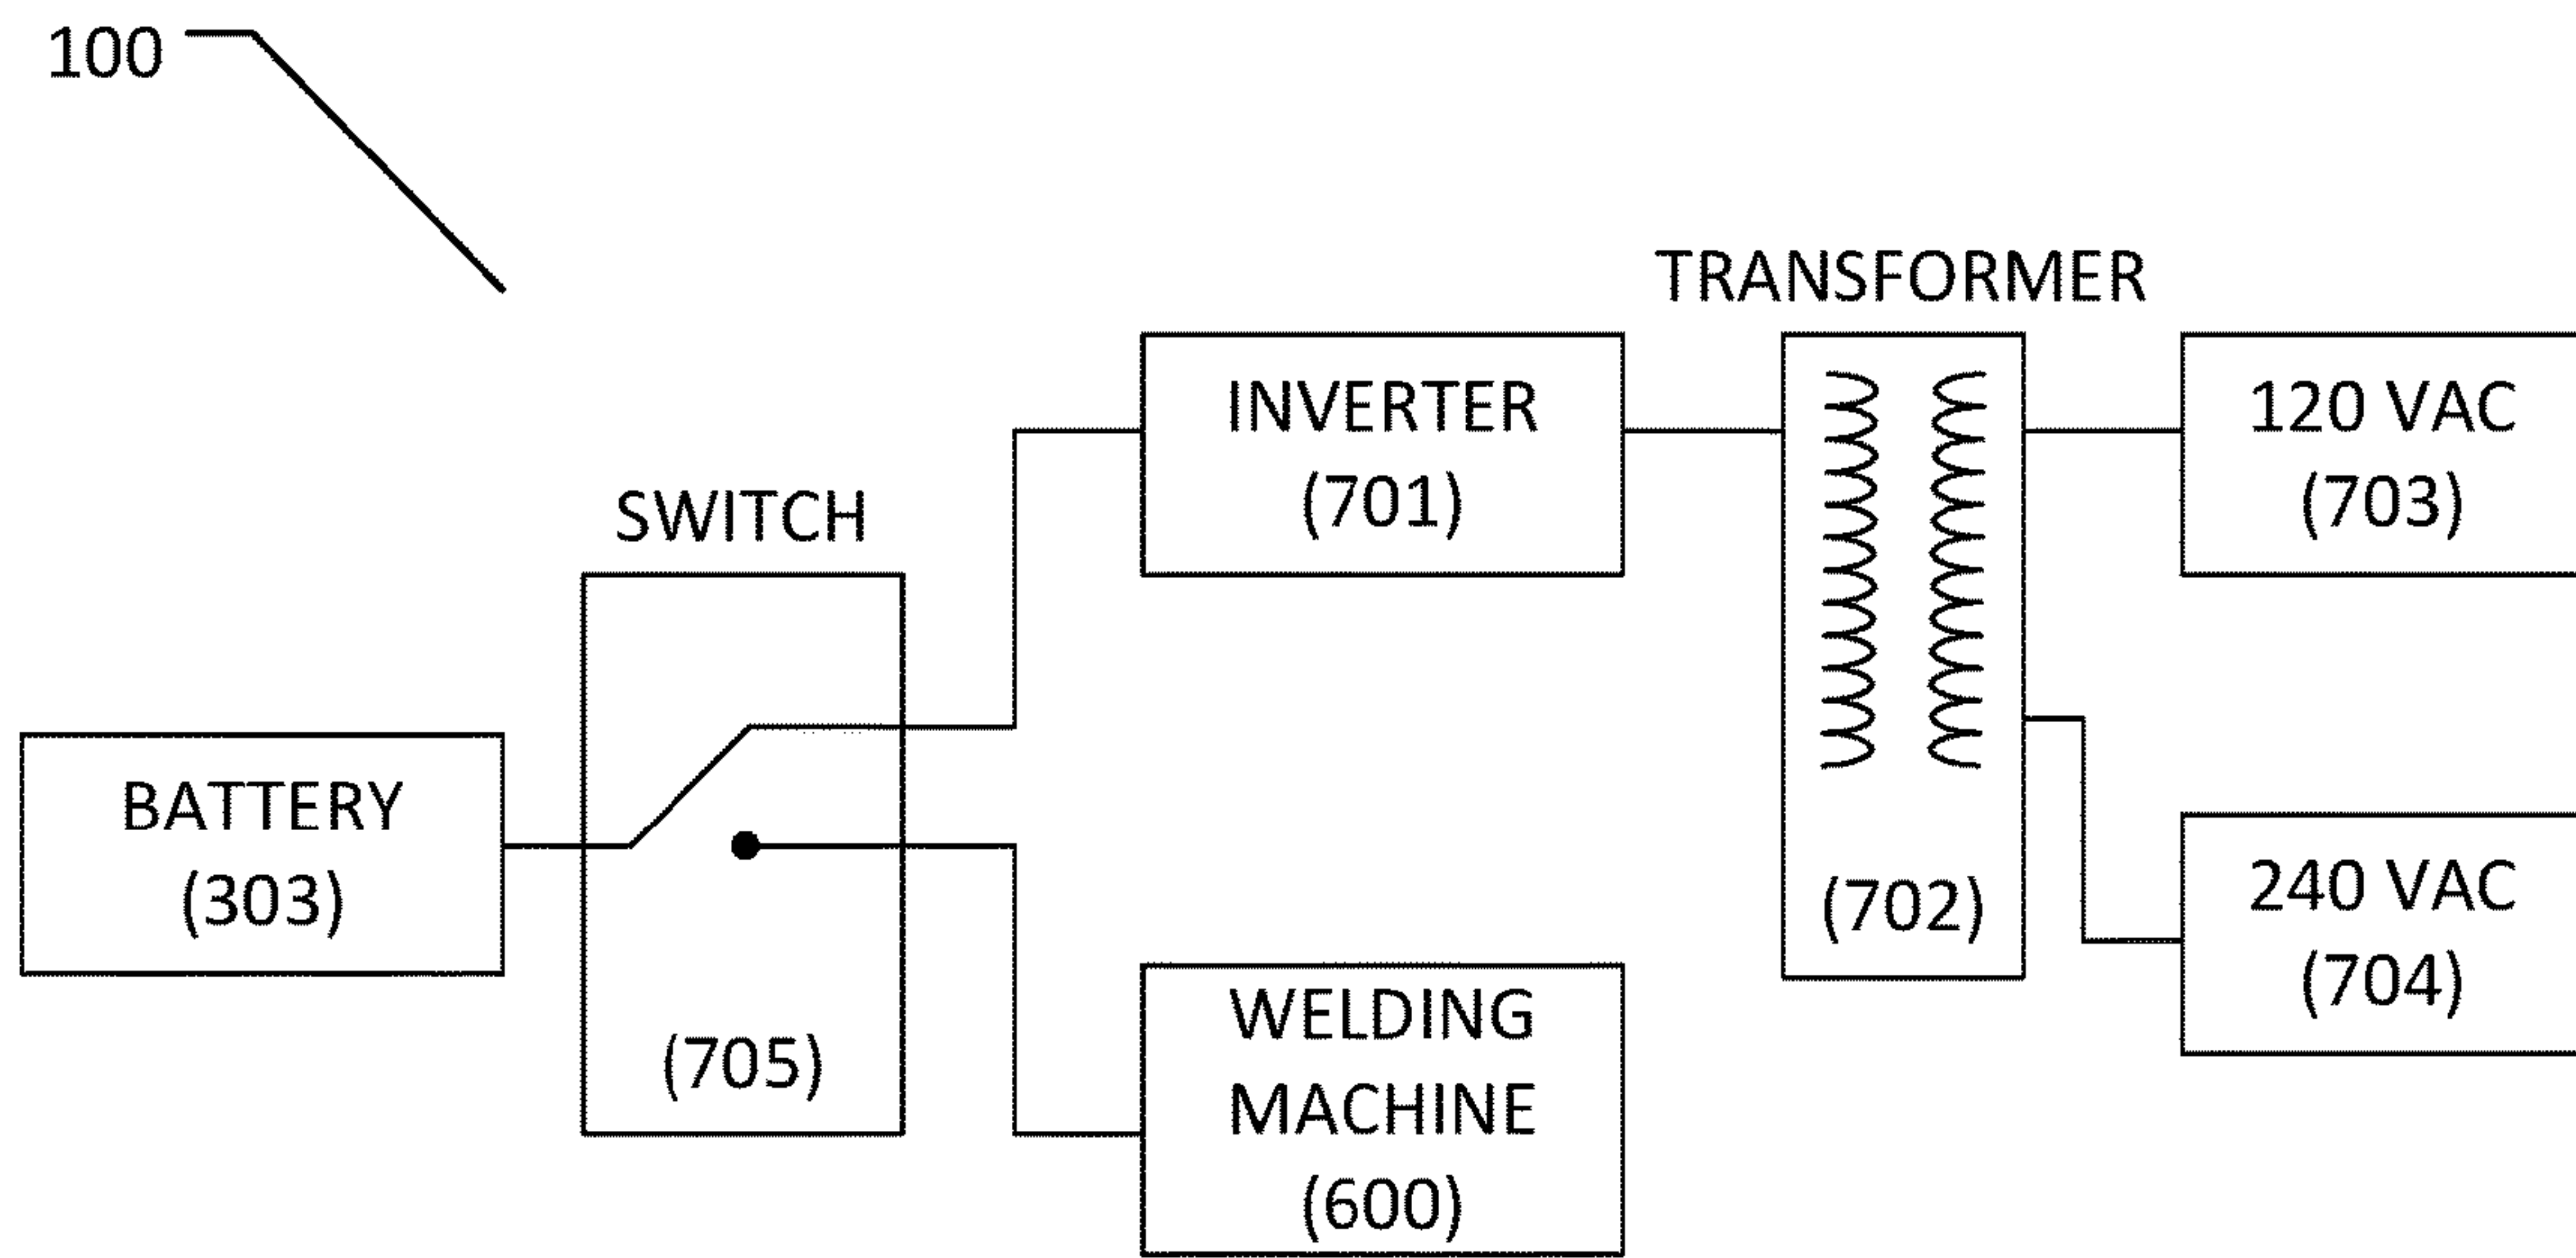 100
TRANSFORMER
INVERTER
(701)
120 VAC
(703)
SWITCH
BATTERY
(303)
(702)
240 VAC
(704)
(705)
WELDING
MACHINE
(600)